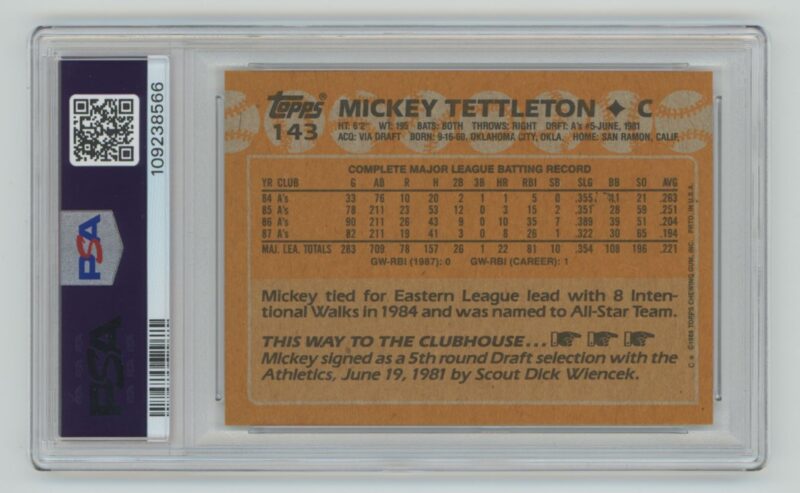 109238566
PSA
PSA
Topps
143
MICKEY TETTLETON ✦ C
HT: 6'2" WT: 195 BATS: BOTH THROWS: RIGHT DRFT: A's #5-JUNE, 1981
ACQ: VIA DRAFT BORN: 9-16-60, OKLAHOMA CITY, OKLA. HOME: SAN RAMON, CALIF.
COMPLETE MAJOR LEAGUE BATTING RECORD
YR CLUB G AB R H 2B 3B HR RBI SB SLG BB SO AVG
84 A's 33 76 10 20 2 1 1 5 0 .355 11 21 .263
85 A's 78 211 23 53 12 0 3 15 2 .351 28 59 .251
86 A's 90 211 26 43 9 0 10 35 7 .389 39 51 .204
87 A's 82 211 19 41 3 0 8 26 1 .322 30 65 .194
MAJ. LEA. TOTALS 283 709 78 157 26 1 22 81 10 .354 108 196 .221
GW-RBI (1987): 0 GW-RBI (CAREER): 1
Mickey tied for Eastern League lead with 8 Inten-
tional Walks in 1984 and was named to All-Star Team.
THIS WAY TO THE CLUBHOUSE...
Mickey signed as a 5th round Draft selection with the
Athletics, June 19, 1981 by Scout Dick Wiencek.
©1988 TOPPS CHEWING GUM, INC. PRTD. IN U.S.A.